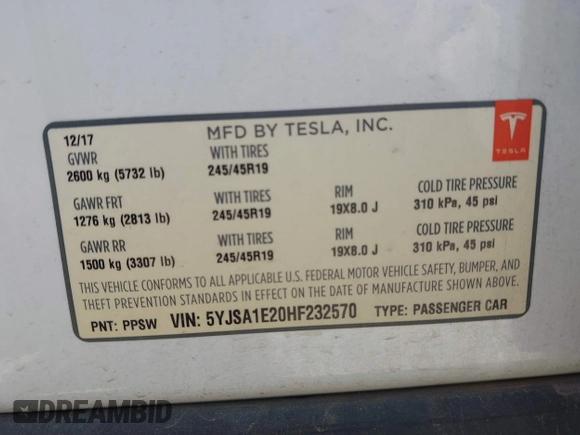 12/17
MFD BY TESLA, INC.
TESLA
GVWR WITH TIRES
2600 kg (5732 lb) 245/45R19
GAWR FRT WITH TIRES RIM COLD TIRE PRESSURE
1276 kg (2813 lb) 245/45R19 19X8.0 J 310 kPa, 45 psi
GAWR RR WITH TIRES RIM COLD TIRE PRESSURE
1500 kg (3307 lb) 245/45R19 19X8.0 J 310 kPa, 45 psi
THIS VEHICLE CONFORMS TO ALL APPLICABLE U.S. FEDERAL MOTOR VEHICLE SAFETY, BUMPER, AND
THEFT PREVENTION STANDARDS IN EFFECT ON THE DATE OF MANUFACTURE SHOWN ABOVE.
PNT: PPSW VIN: 5YJSA1E20HF232570 TYPE: PASSENGER CAR
DREAMBID